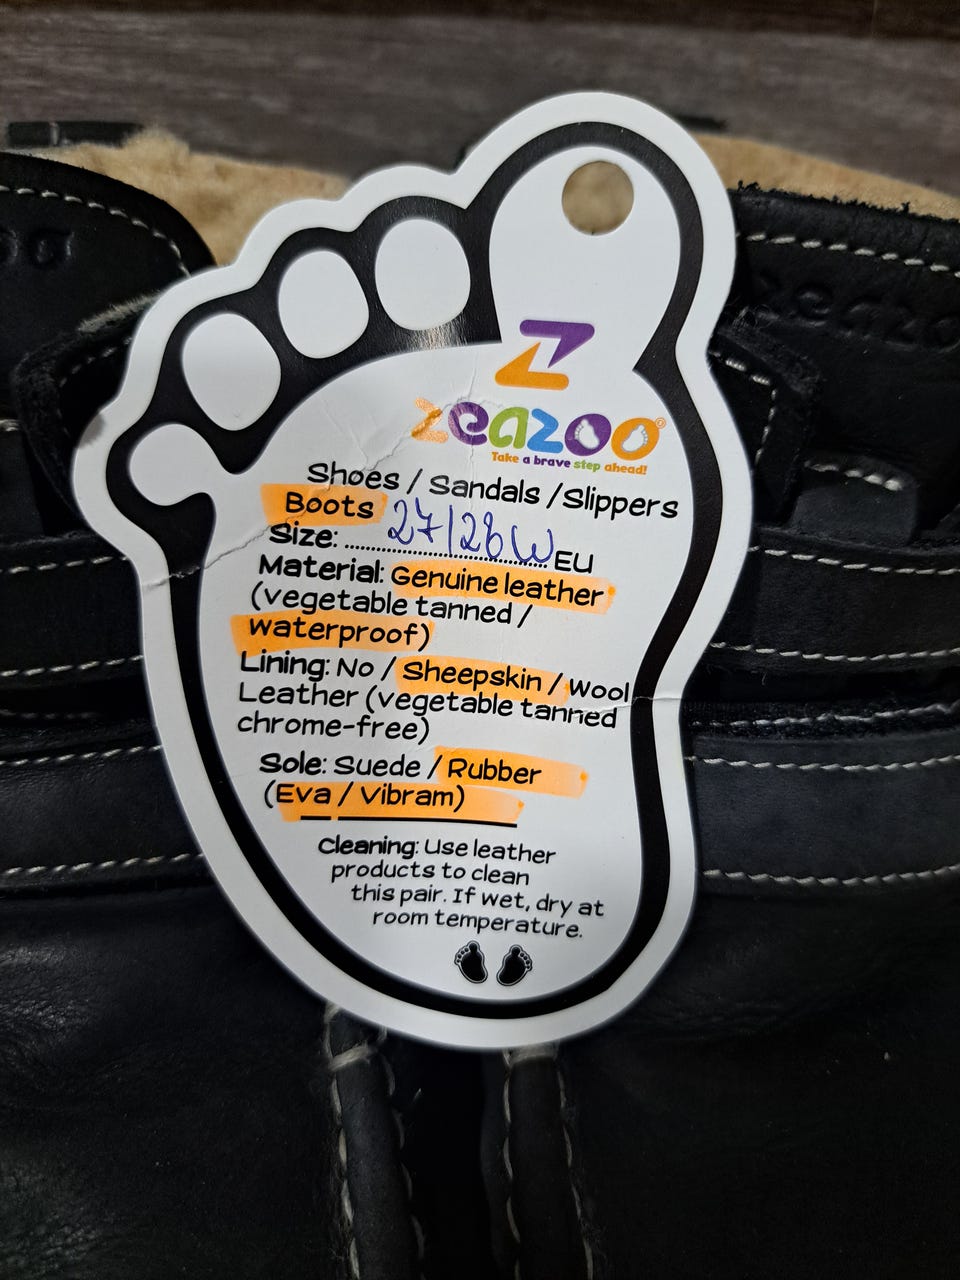 zeazoo
Take a brave step ahead!
Shoes / Sandals / Slippers
Boots
Size: 27/28W EU
Material: Genuine leather
(vegetable tanned /
waterproof)
Lining: No / Sheepskin / Wool
Leather (vegetable tanned
chrome-free)
Sole: Suede / Rubber
(Eva / Vibram)
Cleaning: Use leather
products to clean
this pair. If wet, dry at
room temperature.
zeazoo